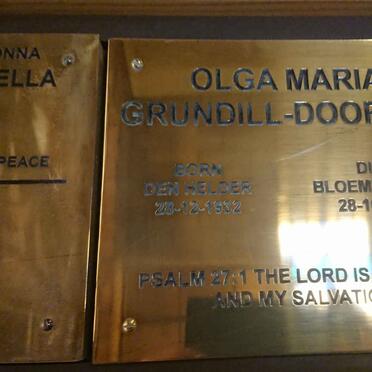 ONNA
ELLA
PEACE
OLGA MARIA
GRUNDILL-DOOR
BORN
DEN HELDER
28-12-1932
DI
BLOEM
28-1
PSALM 27:1 THE LORD IS
AND MY SALVATIO